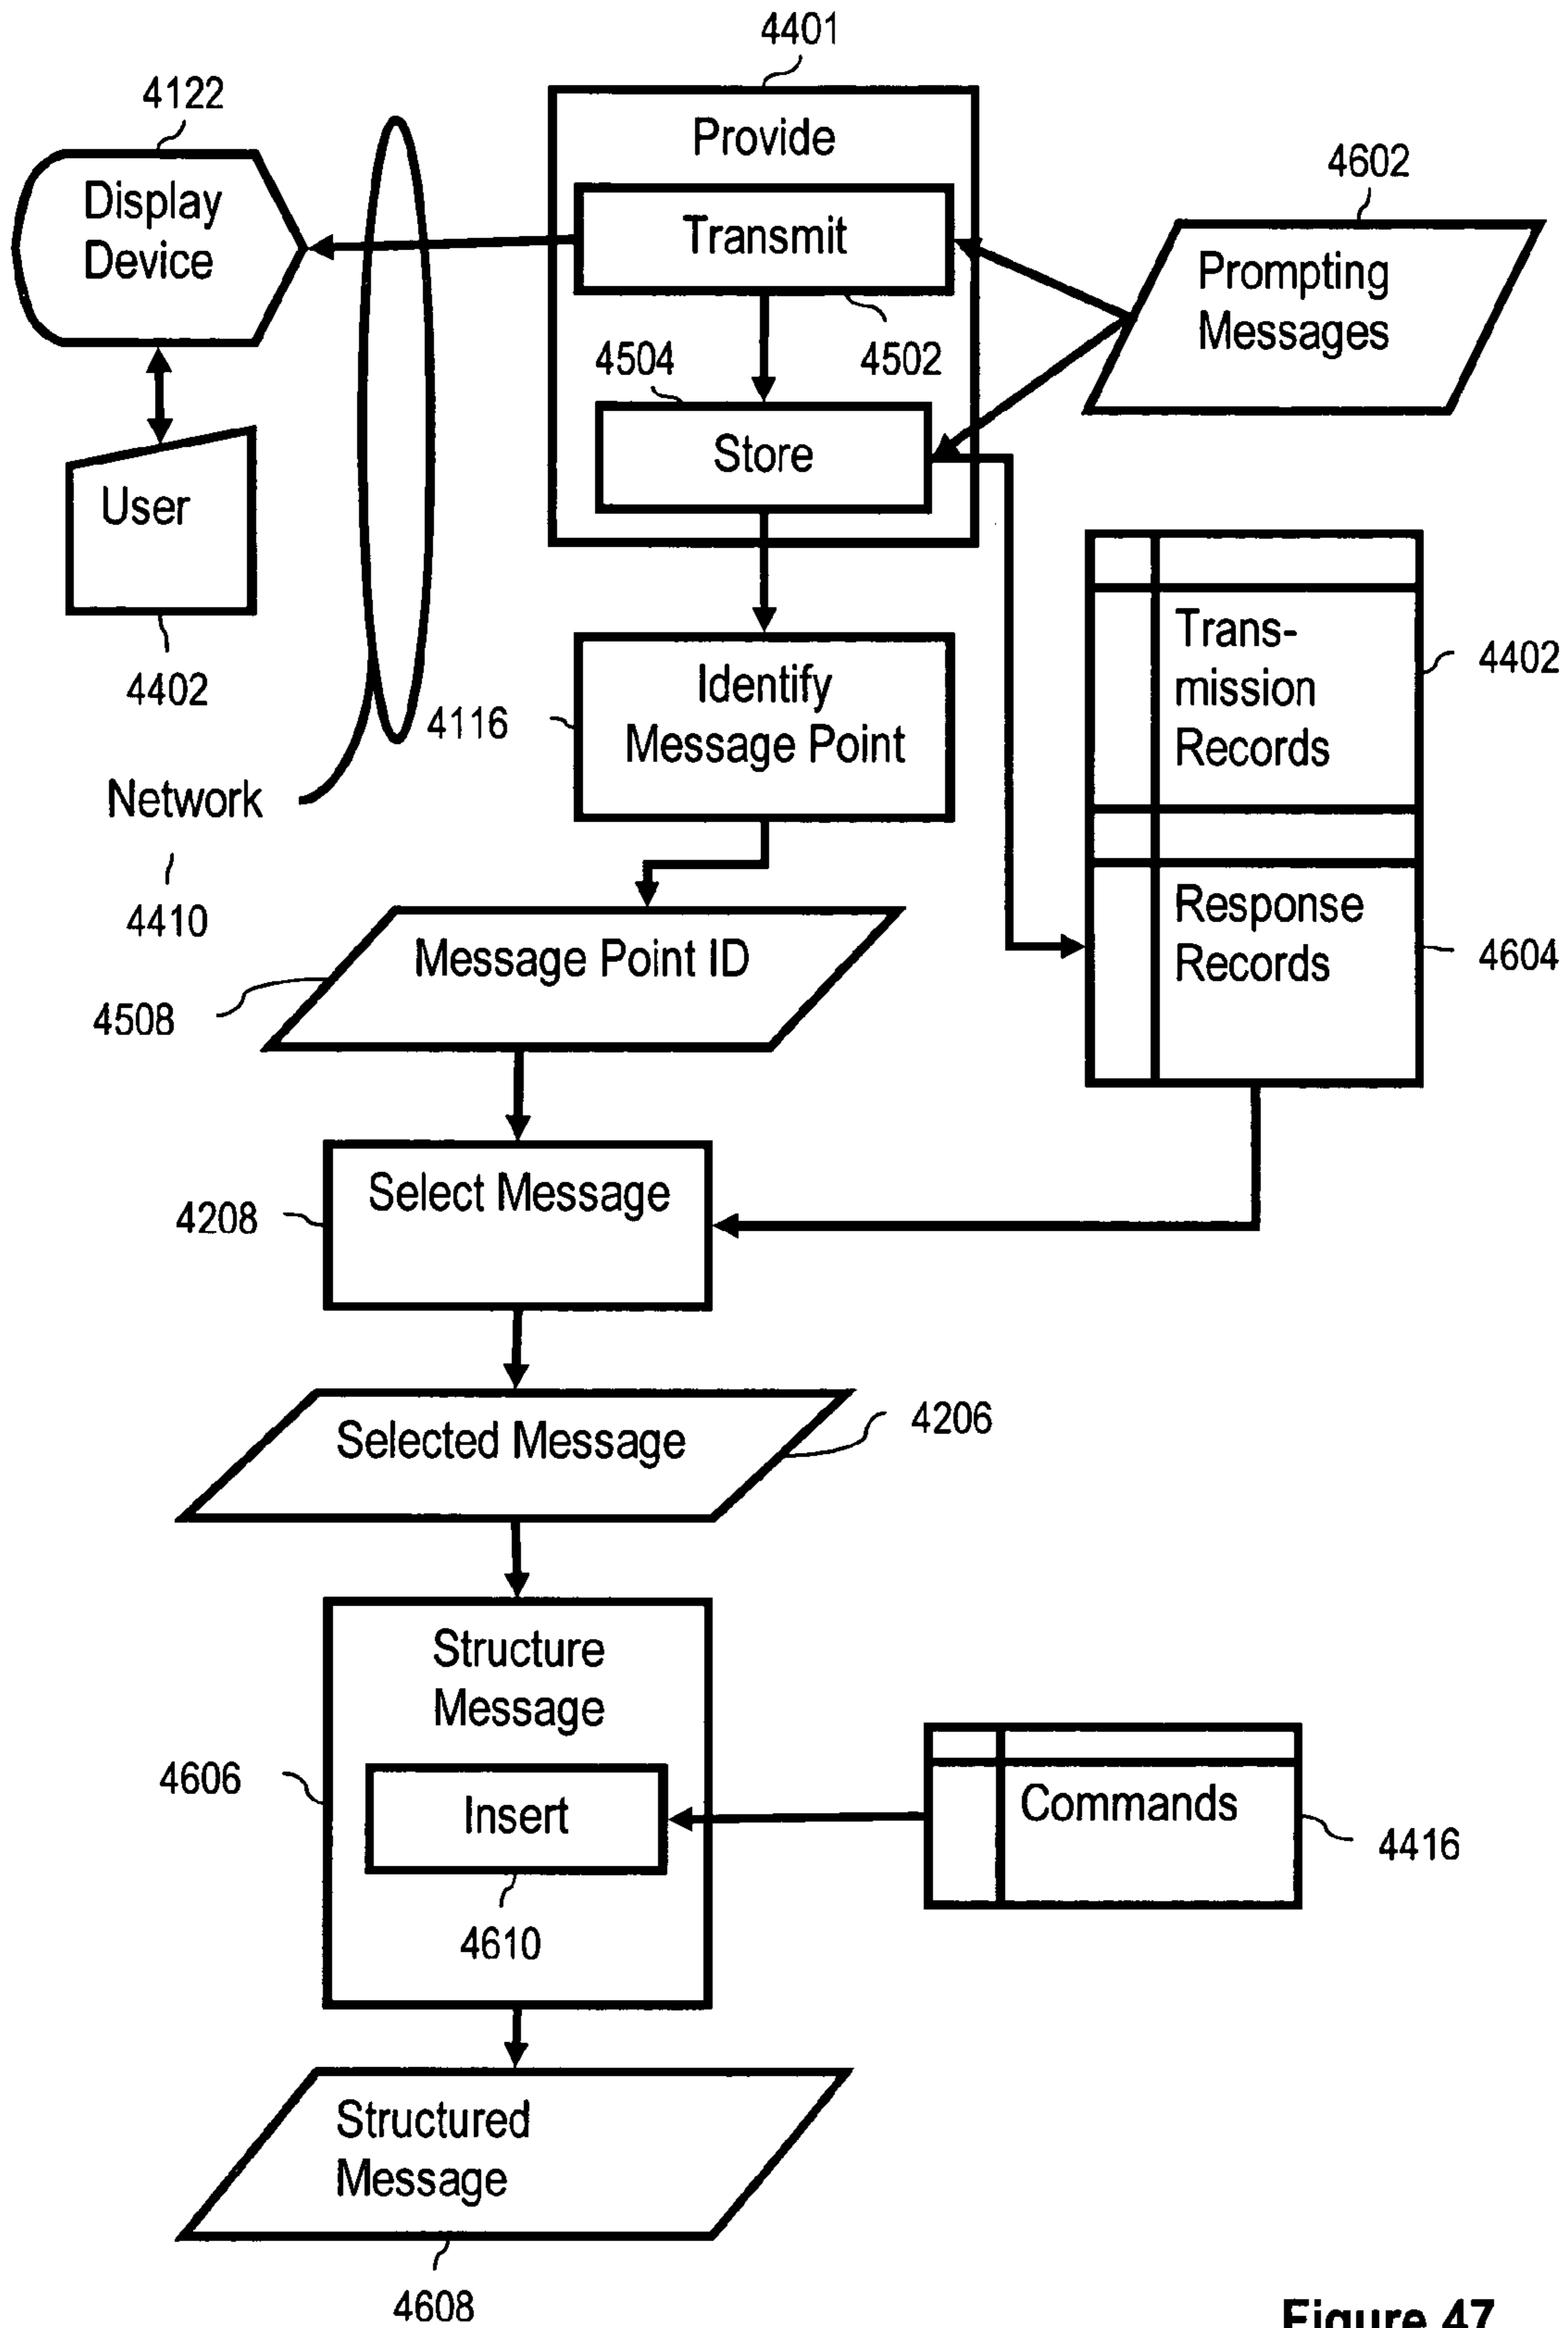 4401
4122
Provide
4602
Display
Device
Transmit
Prompting
Messages
4504
4502
Store
User
4402
Trans-
mission
Records
4402
Identify
Message Point
4116
Network
4410
Response
Records
4604
Message Point ID
4508
Select Message
4208
Selected Message
4206
Structure
Message
4606
Insert
Commands
4416
4610
Structured
Message
4608
Figure 47